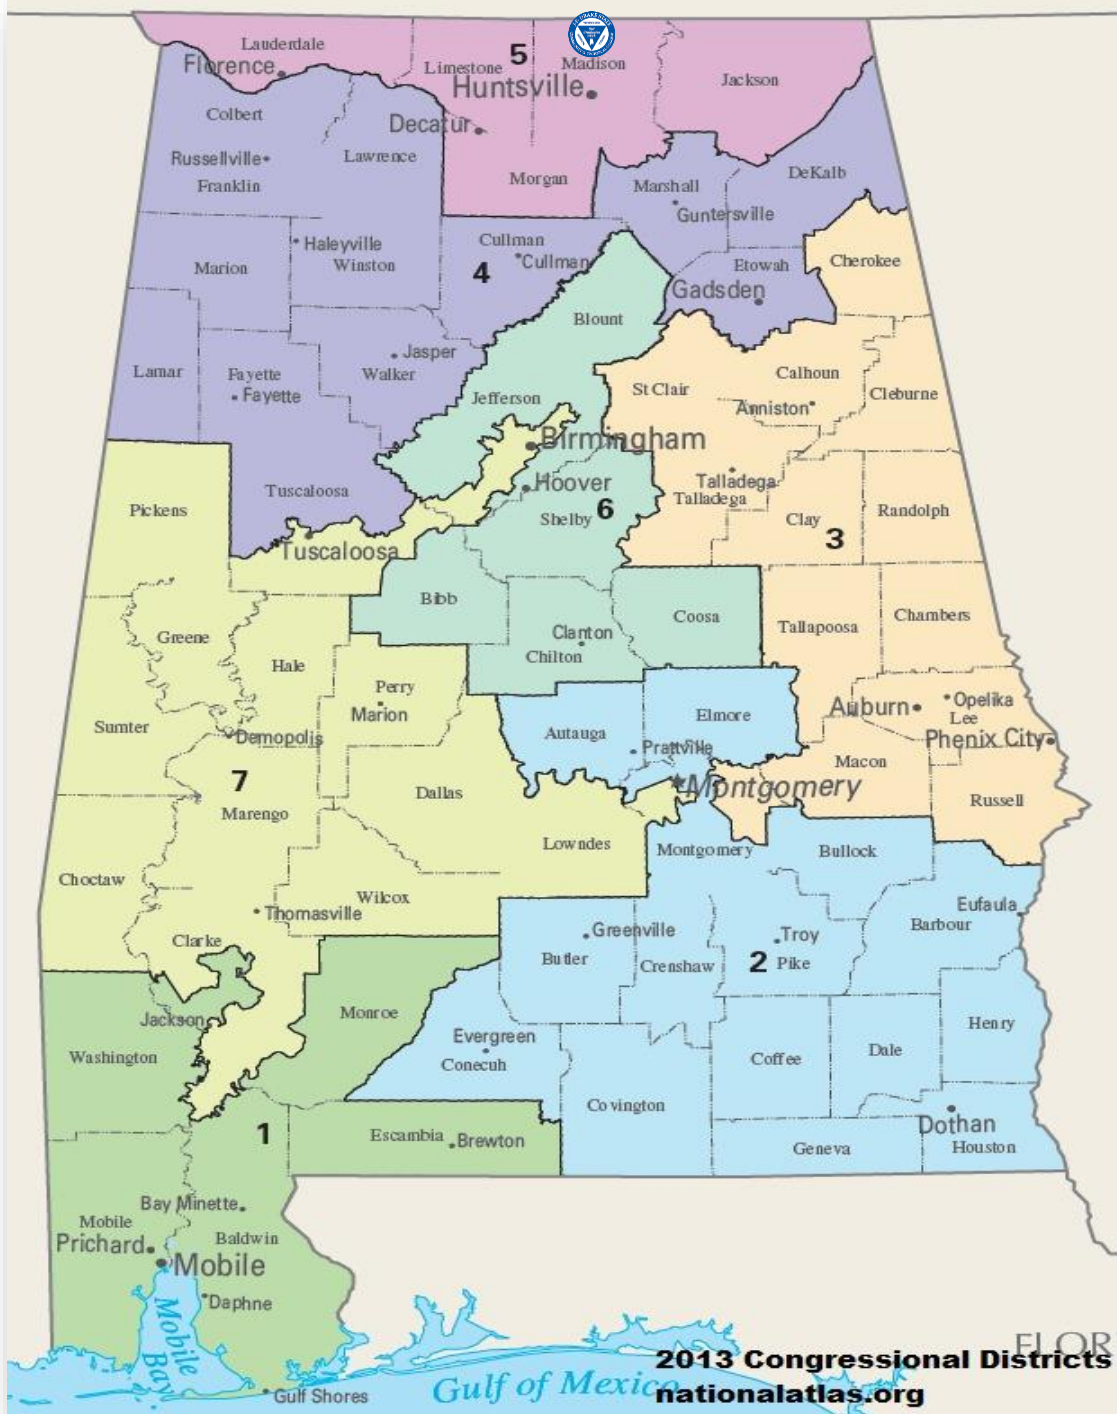 Lauderdale
5
Florence
Limestone
Madison
Huntsville
Jackson
Colbert
Decatur
Russellville
Lawrence
Franklin
Morgan
Marshall
DeKalb
Guntersville
Haleyville
Marion
Winston
Cullman
4
Cullman
Etowah
Cherokee
Gadsden
Blount
Jasper
Lamar
Fayette
Walker
Fayette
Jefferson
St Clair
Calhoun
Cleburne
Anniston
Birmingham
Hoover
Talladega
Talladega
Tuscaloosa
Pickens
Shelby
6
Clay
3
Randolph
Tuscaloosa
Bibb
Coosa
Chambers
Tallapoosa
Greene
Clanton
Chilton
Hale
Perry
Marion
Sumter
Demopolis
Autauga
Elmore
Prattville
Auburn
Opelika
Lee
Phenix City
Macon
7
Dallas
Montgomery
Russell
Marengo
Lowndes
Montgomery
Bullock
Choctaw
Wilcox
Thomasville
Clarke
Greenville
Troy
Eufaula
Barbour
Butler
Crenshaw
2
Pike
Jackson
Monroe
Henry
Washington
Evergreen
Conecuh
Coffee
Dale
Covington
1
Escambia
Brewton
Dothan
Geneva
Houston
Bay Minette
Mobile
Baldwin
Prichard
Mobile
Daphne
Mobile
Bay
FLOR
2013 Congressional Districts
Gulf of Mexico
nationalatlas.org
Gulf Shores